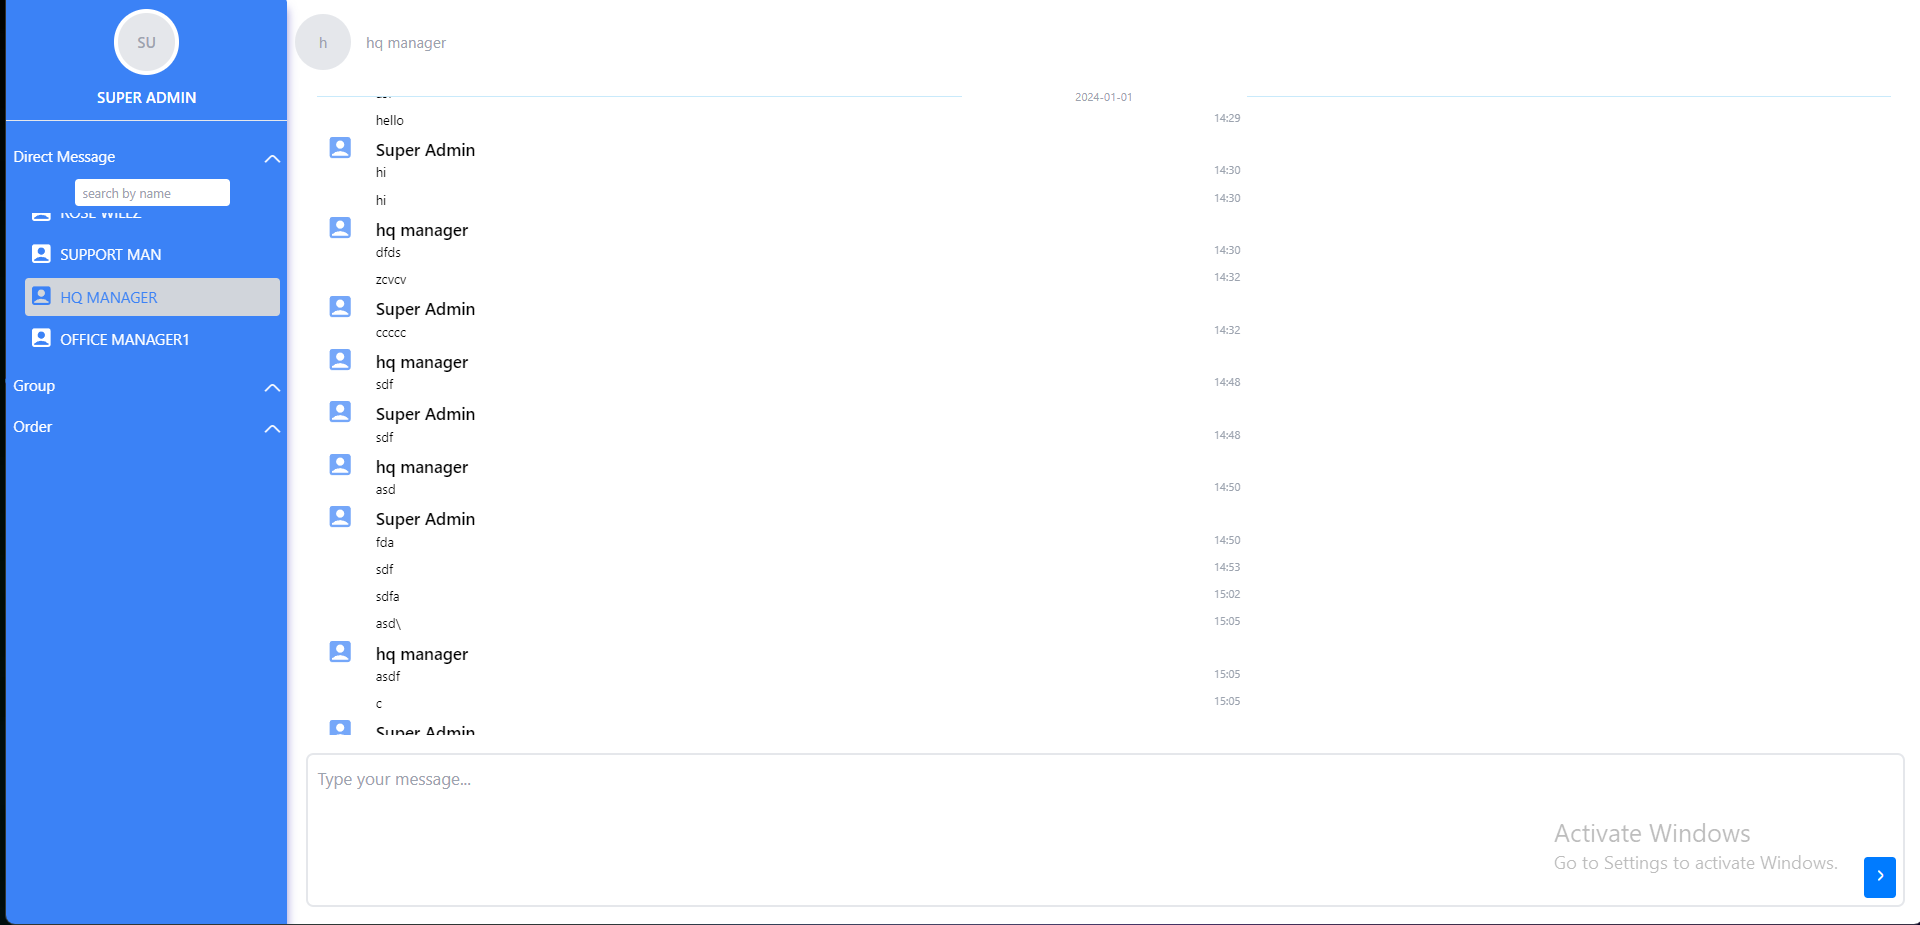 SU
SUPER ADMIN
Direct Message
search by name
ROSE WILLZ
SUPPORT MAN
HQ MANAGER
OFFICE MANAGER1
Group
Order
h
hq manager
2024-01-01
hello 14:29
Super Admin
hi 14:30
hi 14:30
hq manager
dfds 14:30
zcvcv 14:32
Super Admin
ccccc 14:32
hq manager
sdf 14:48
Super Admin
sdf 14:48
hq manager
asd 14:50
Super Admin
fda 14:50
sdf 14:53
sdfa 15:02
asd\ 15:05
hq manager
asdf 15:05
c 15:05
Super Admin
Type your message...
Activate Windows
Go to Settings to activate Windows.